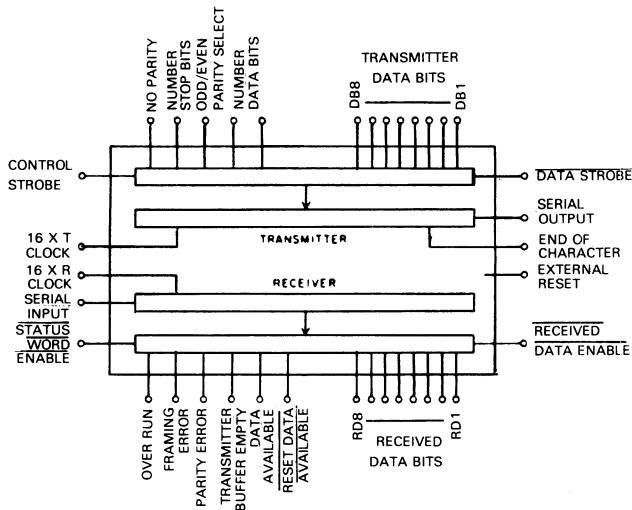 NO PARITY
NUMBER
STOP BITS
ODD/EVEN
PARITY SELECT
NUMBER
DATA BITS
TRANSMITTER
DATA BITS
DB8
DB1
CONTROL
STROBE
DATA STROBE
SERIAL
OUTPUT
16 X T
CLOCK
TRANSMITTER
END OF
CHARACTER
16 X R
CLOCK
RECEIVER
EXTERNAL
RESET
SERIAL
INPUT
STATUS
WORD
ENABLE
RECEIVED
DATA ENABLE
OVER RUN
FRAMING
ERROR
PARITY ERROR
TRANSMITTER
BUFFER EMPTY
DATA
AVAILABLE
RESET DATA
AVAILABLE
RD8
RECEIVED
DATA BITS
RD1